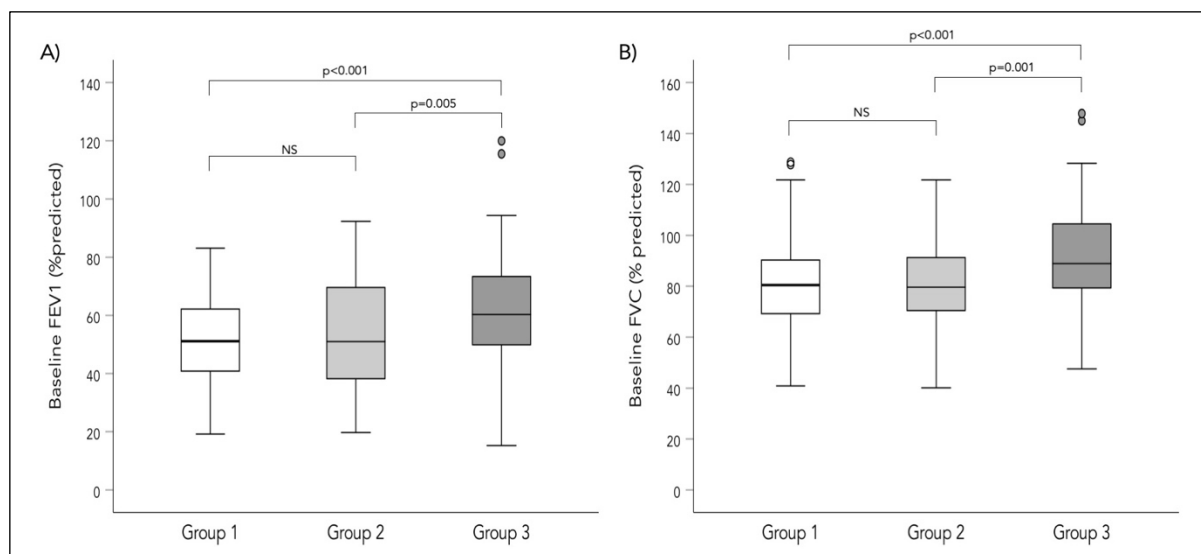 A)
p<0.001
p=0.005
NS
Baseline FEV1 (%predicted)
140
120
100
80
60
40
20
0
Group 1 Group 2 Group 3
B)
p<0.001
p=0.001
NS
Baseline FVC (% predicted)
160
140
120
100
80
60
40
20
0
Group 1 Group 2 Group 3